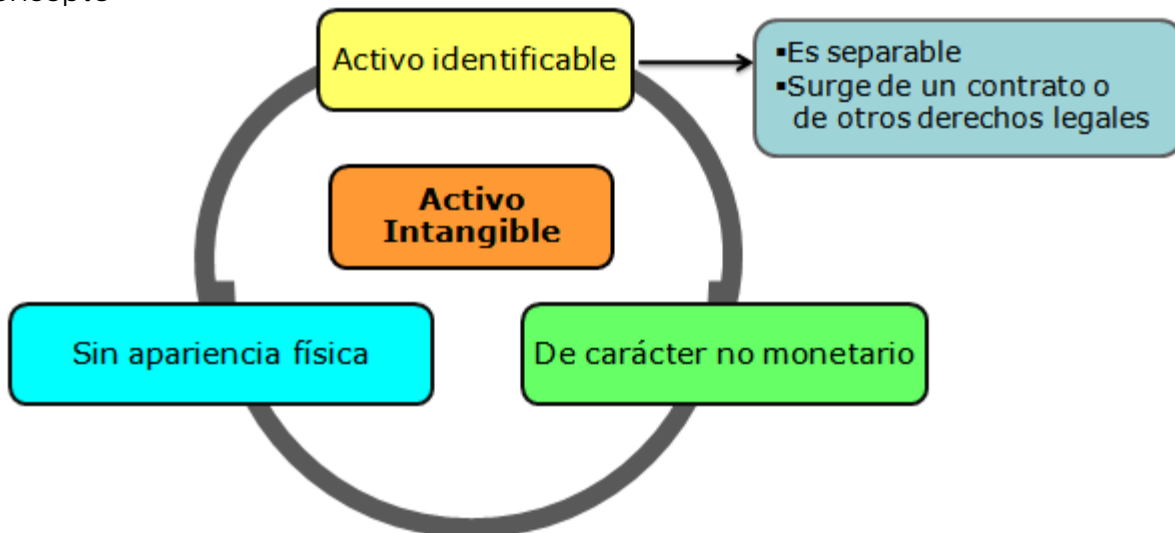 Activo identificable
▪Es separable
▪Surge de un contrato o
de otros derechos legales
Activo
Intangible
Sin apariencia física
De carácter no monetario